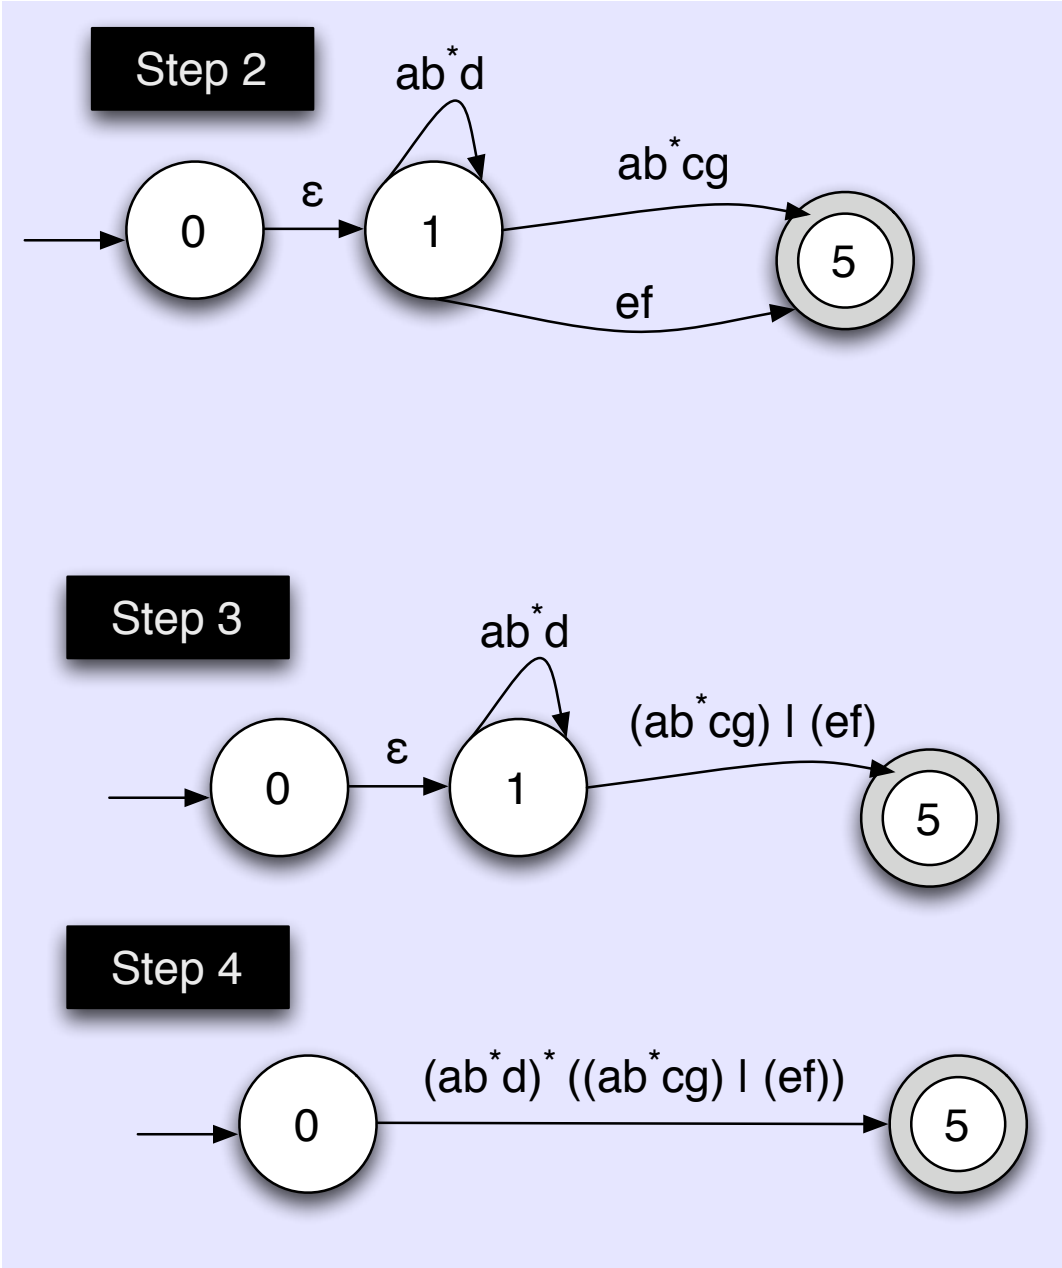 Step 2
ab*d
ε
ab*cg
0
1
5
ef
Step 3
ab*d
(ab*cg) | (ef)
ε
0
1
5
Step 4
(ab*d)* ((ab*cg) | (ef))
0
5